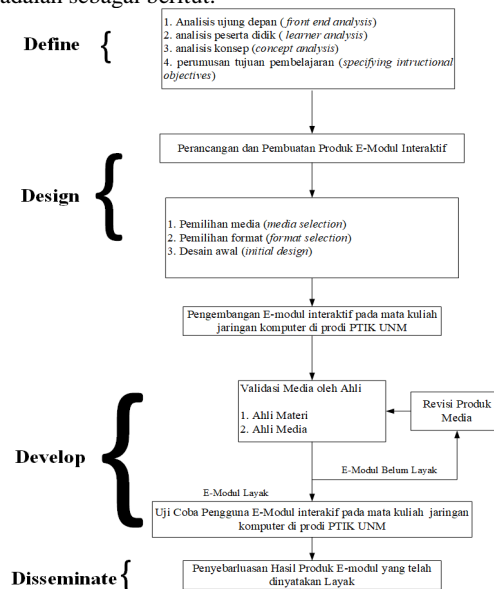 adalah sebagai berikut:
Define
1. Analisis ujung depan ( front end analysis)
2. analisis peserta didik ( learner analysis)
3. analisis konsep (concept analysis)
4. perumusan tujuan pembelajaran (specifying intructional
objectives)
Perancangan dan Pembuatan Produk E-Modul Interaktif
Design
1. Pemilihan media (media selection)
2. Pemilihan format (format selection)
3. Desain awal (initial design)
Pengembangan E-modul interaktif pada mata kuliah
jaringan komputer di prodi PTIK UNM
Develop
Validasi Media oleh Ahli
1. Ahli Materi
2. Ahli Media
Revisi Produk
Media
E-Modul Belum Layak
E-Modul Layak
Uji Coba Pengguna E-Modul interakif pada mata kuliah jaringan
komputer di prodi PTIK UNM
Disseminate
Penyebarluasan Hasil Produk E-modul yang telah
dinyatakan Layak